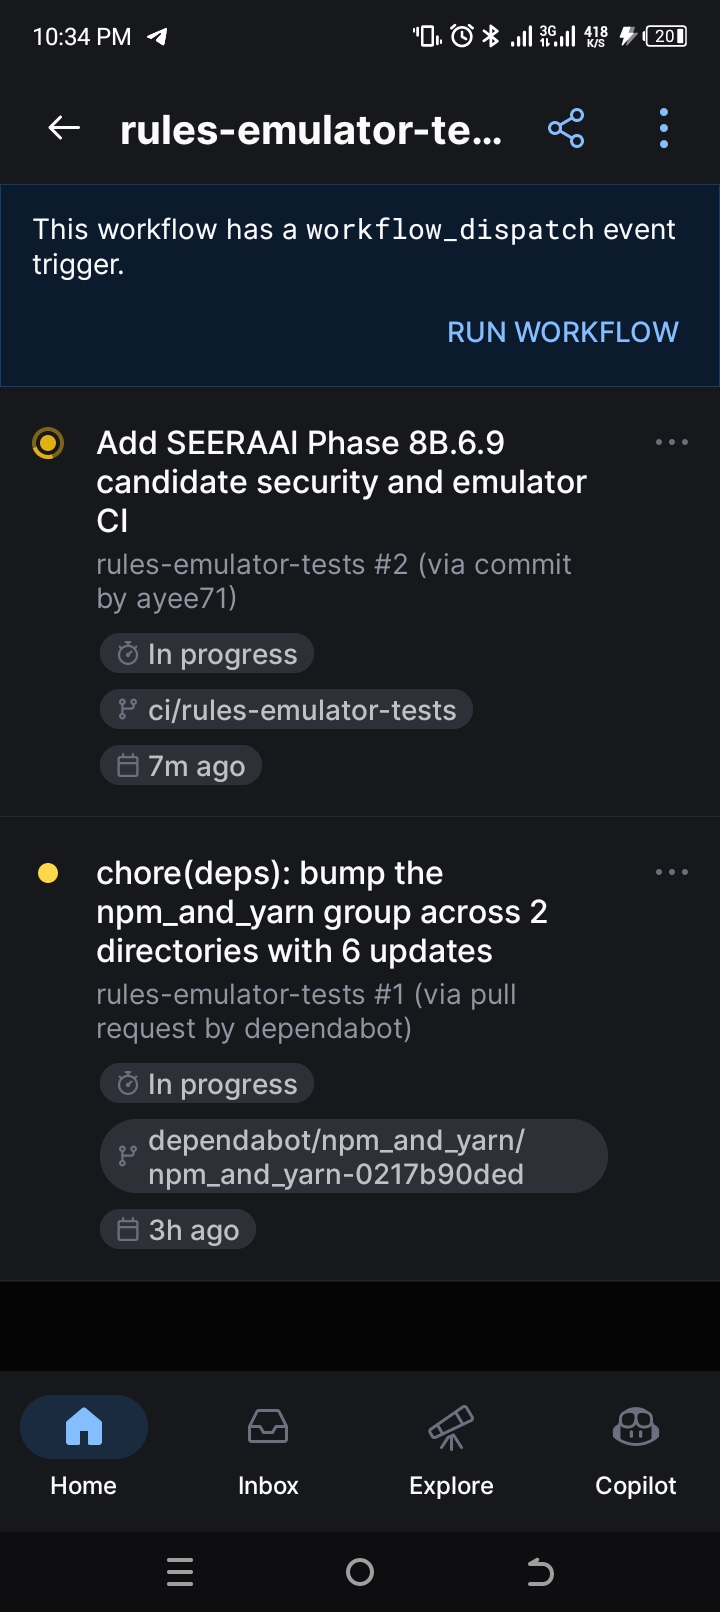 10:34 PM
3G
418
K/S
20
rules-emulator-te...
This workflow has a workflow_dispatch event
trigger.
RUN WORKFLOW
Add SEERAAI Phase 8B.6.9
candidate security and emulator
CI
rules-emulator-tests #2 (via commit
by ayee71)
In progress
ci/rules-emulator-tests
7m ago
chore(deps): bump the
npm_and_yarn group across 2
directories with 6 updates
rules-emulator-tests #1 (via pull
request by dependabot)
In progress
dependabot/npm_and_yarn/
npm_and_yarn-0217b90ded
3h ago
Home
Inbox
Explore
Copilot